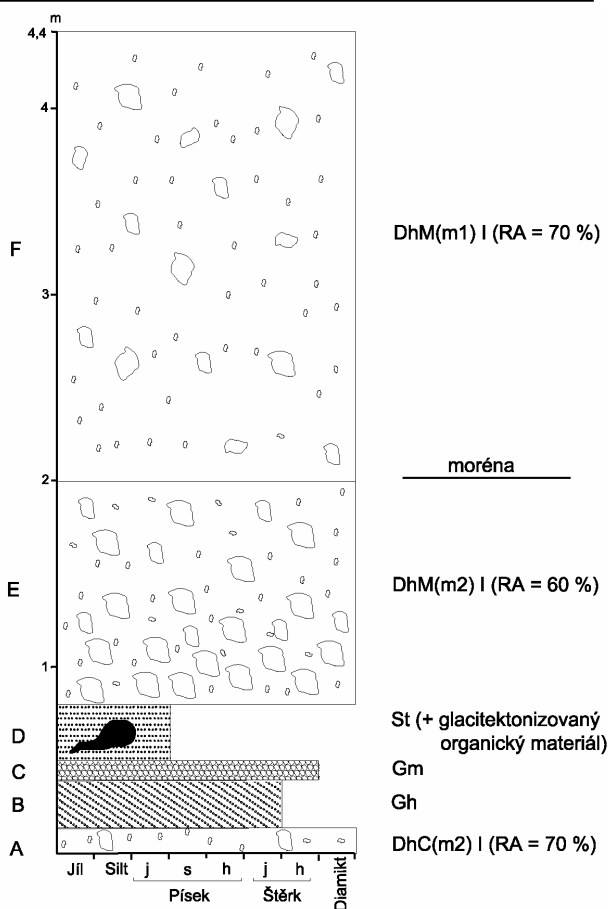 m
4,4
4
F
DhM(m1) I (RA = 70 %)
3
moréna
2
E
DhM(m2) I (RA = 60 %)
1
D
St (+ glacitektonizovaný
organický materiál)
C
Gm
B
Gh
A
DhC(m2) I (RA = 70 %)
Jíl Silt j s h j h Diamikt
Písek Štěrk